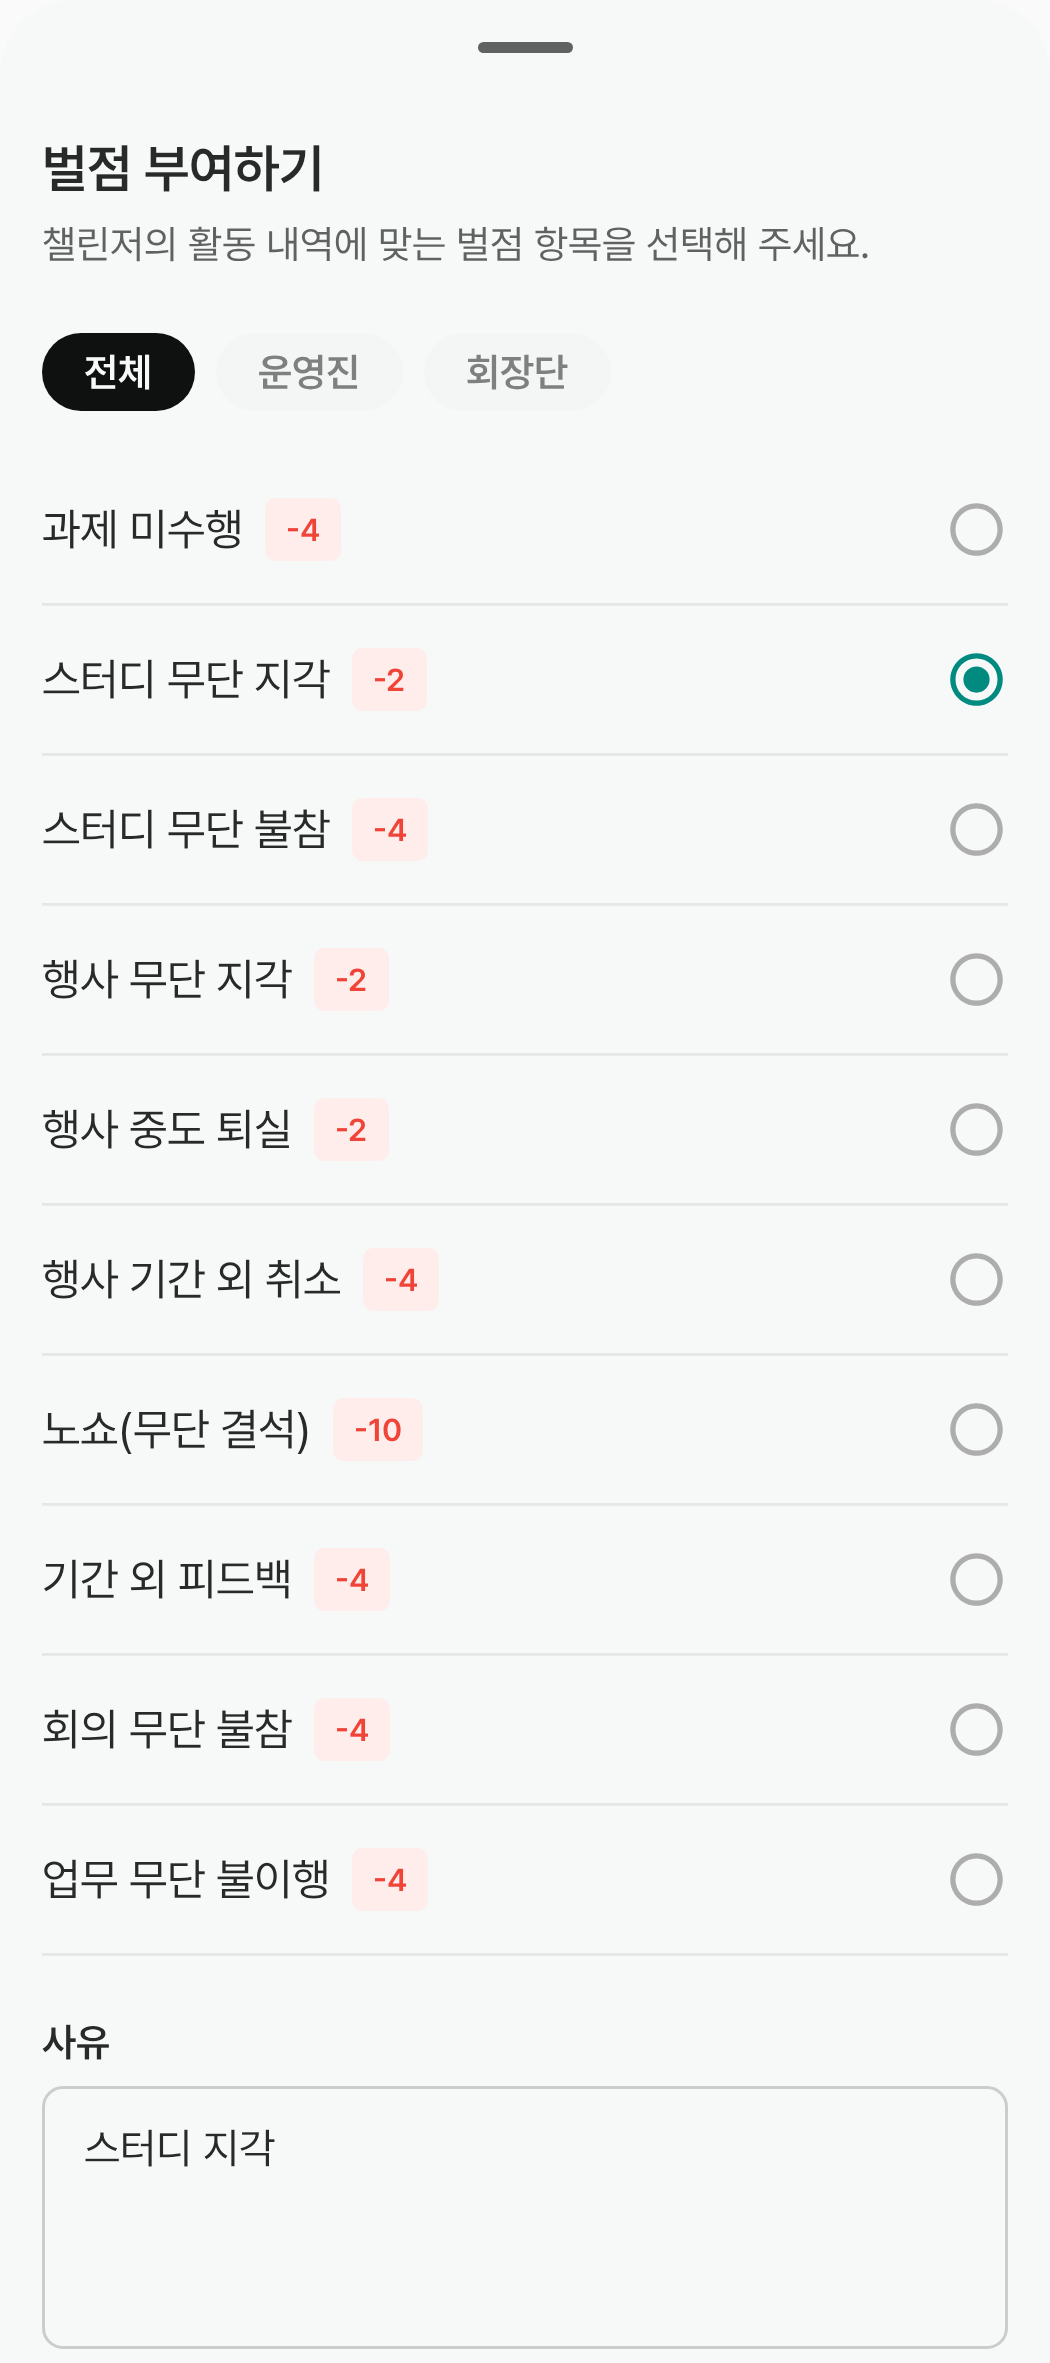 벌점 부여하기
챌린저의 활동 내역에 맞는 벌점 항목을 선택해 주세요.
전체 운영진 회장단
과제 미수행 -4
스터디 무단 지각 -2
스터디 무단 불참 -4
행사 무단 지각 -2
행사 중도 퇴실 -2
행사 기간 외 취소 -4
노쇼(무단 결석) -10
기간 외 피드백 -4
회의 무단 불참 -4
업무 무단 불이행 -4
사유
스터디 지각